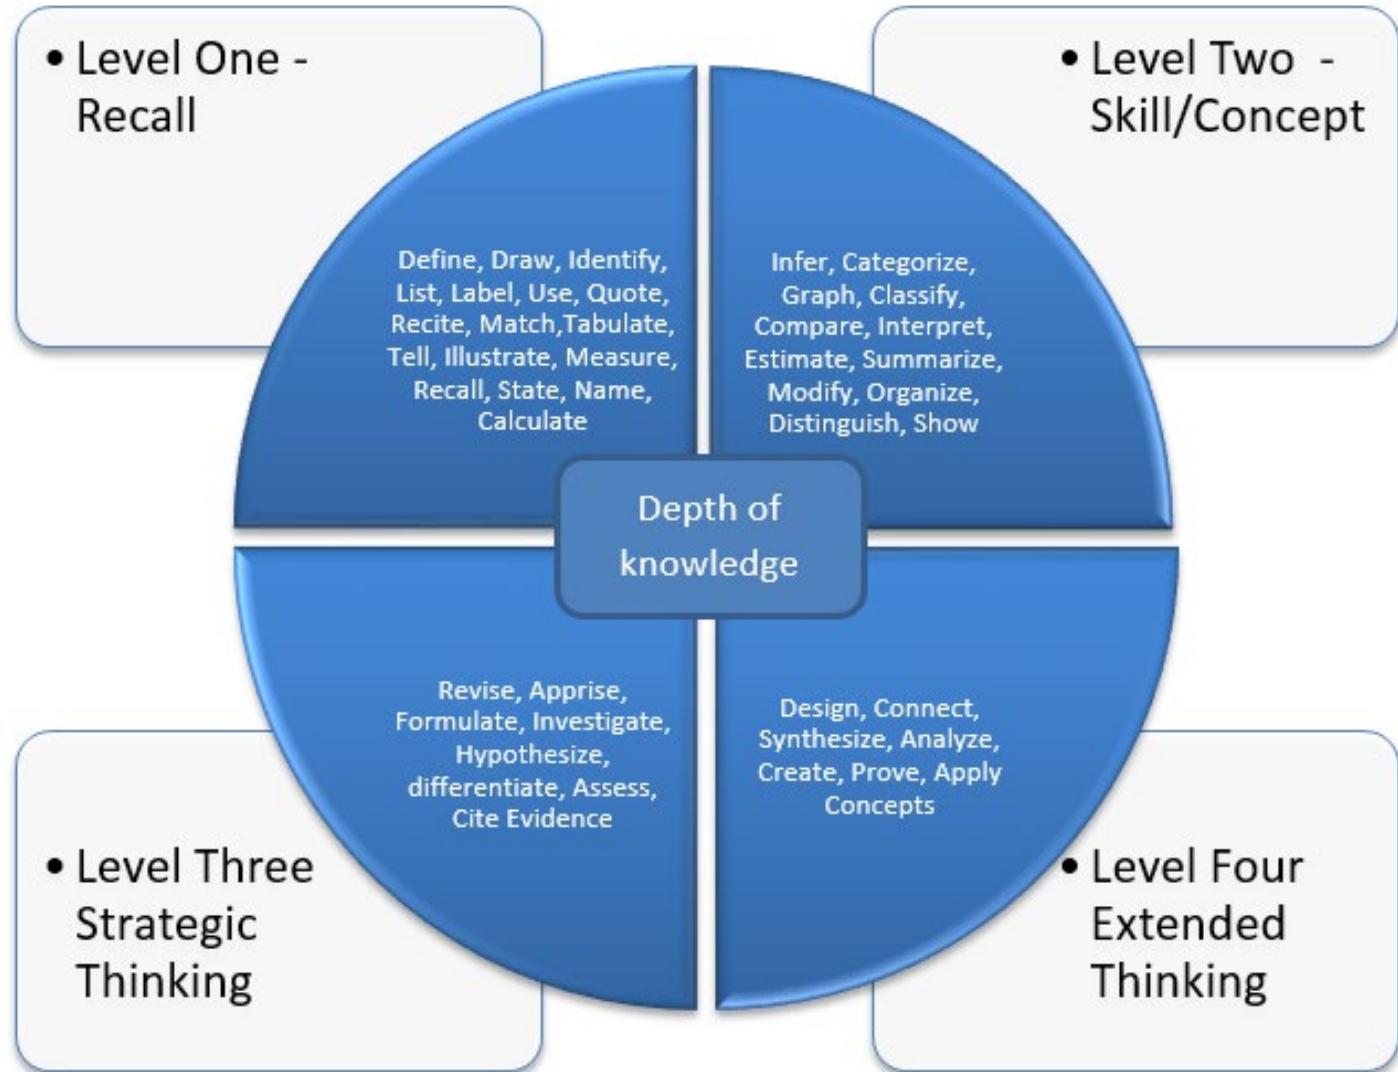 • Level One -
Recall
• Level Two -
Skill/Concept
Define, Draw, Identify,
List, Label, Use, Quote,
Recite, Match,Tabulate,
Tell, Illustrate, Measure,
Recall, State, Name,
Calculate
Infer, Categorize,
Graph, Classify,
Compare, Interpret,
Estimate, Summarize,
Modify, Organize,
Distinguish, Show
Depth of
knowledge
Revise, Apprise,
Formulate, Investigate,
Hypothesize,
differentiate, Assess,
Cite Evidence
Design, Connect,
Synthesize, Analyze,
Create, Prove, Apply
Concepts
• Level Three
Strategic
Thinking
• Level Four
Extended
Thinking